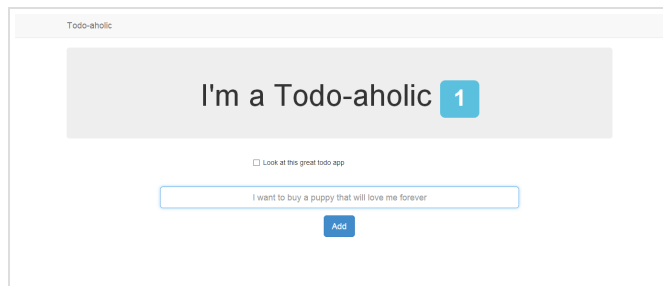 Todo-aholic
I'm a Todo-aholic 1
Look at this great todo app
I want to buy a puppy that will love me forever
Add